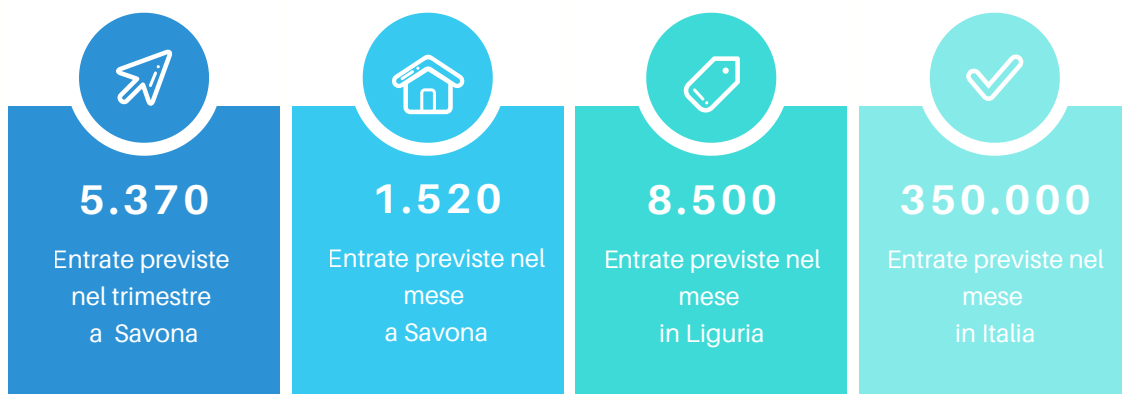 5.370
Entrate previste
nel trimestre
a Savona
1.520
Entrate previste nel
mese
a Savona
8.500
Entrate previste nel
mese
in Liguria
350.000
Entrate previste nel
mese
in Italia